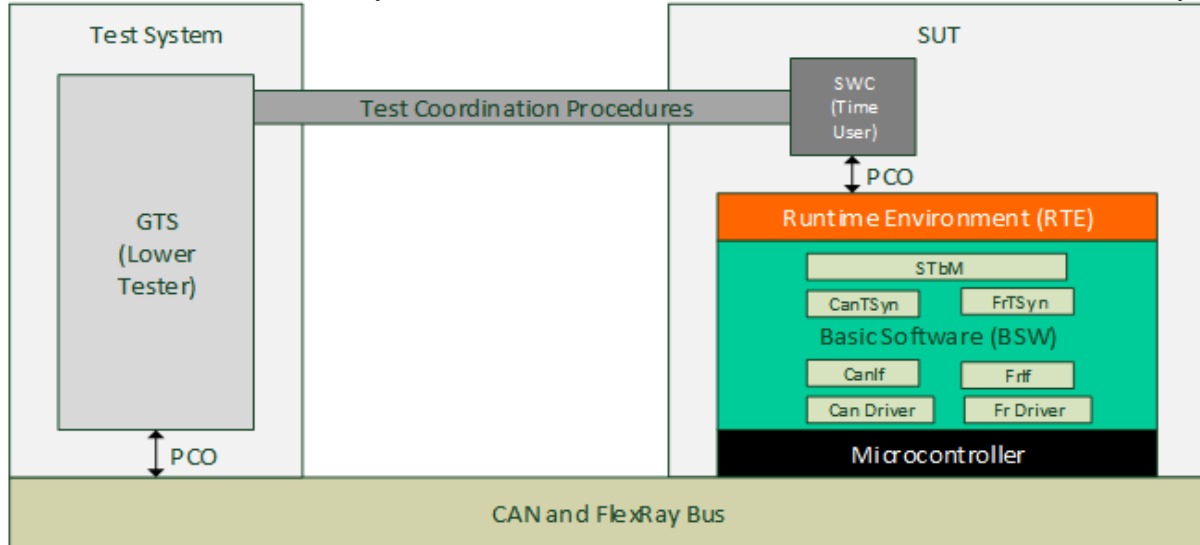 Test System
SUT
GTS
(Lower
Tester)
Test Coordination Procedures
SWC
(Time
User)
PCO
Runtime Environment (RTE)
STbM
CanTSyn
FrTSyn
Basic Software (BSW)
CanIf
FrIf
Can Driver
Fr Driver
Microcontroller
PCO
CAN and FlexRay Bus